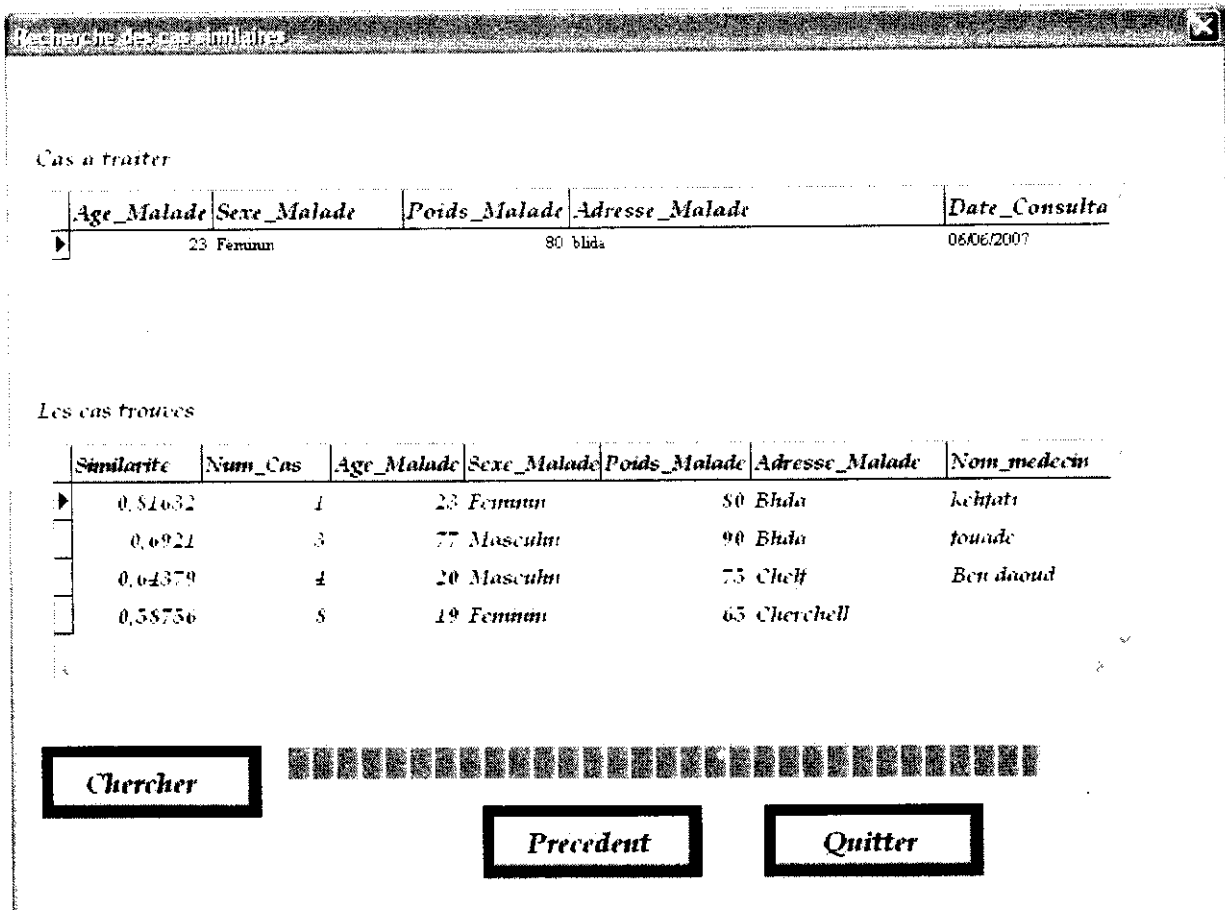 Recherche des cas similaires
Cas a traiter
Age_Malade Sexe_Malade Poids_Malade Adresse_Malade Date_Consulta
23 Feminin 80 blida 06/06/2007
Les cas trouves
Similarite Num_Cas Age_Malade Sexe_Malade Poids_Malade Adresse_Malade Nom_medecin
0,81632 1 23 Feminin 80 Blida
0,6921 3 77 Masculin 90 Blida
0,64379 4 20 Masculin 75 Chelf Ben daoud
0,58756 8 19 Feminin 65 Cherchell
Chercher
Precedent Quitter